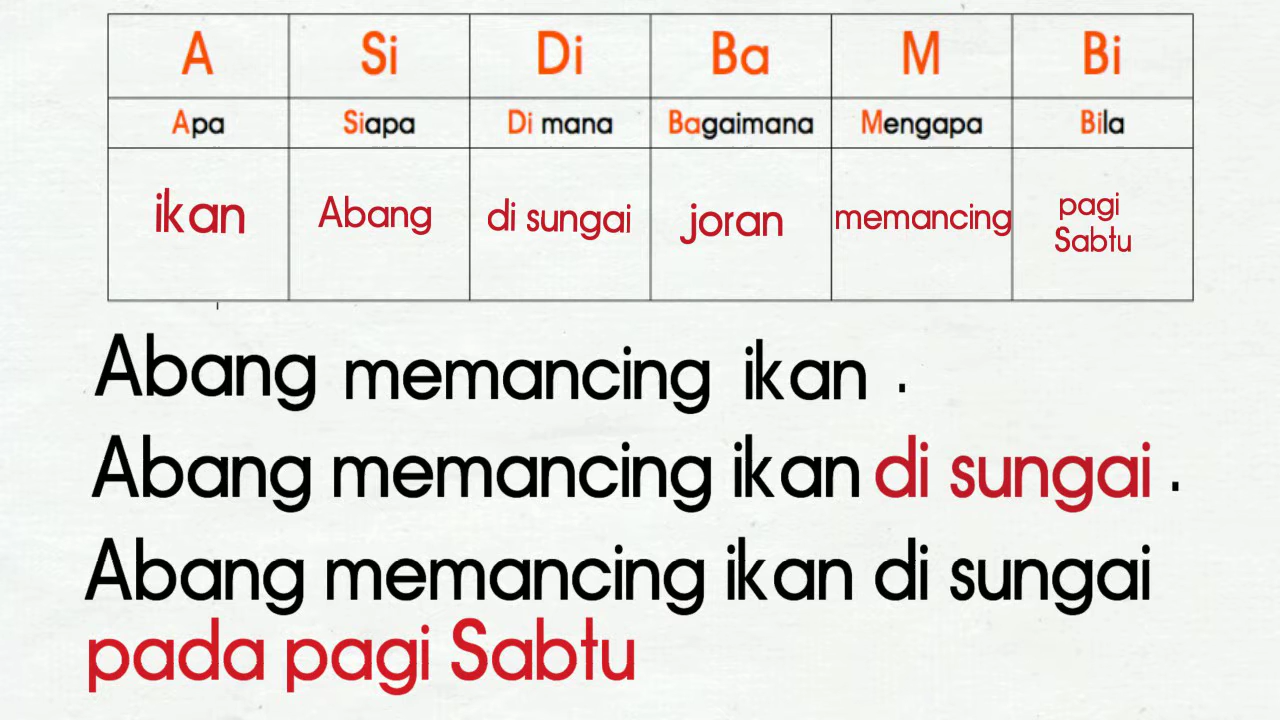 A Si Di Ba M Bi
Apa Siapa Di mana Bagaimana Mengapa Bila
ikan Abang di sungai joran memancing pagi Sabtu
Abang memancing ikan .
Abang memancing ikan di sungai .
Abang memancing ikan di sungai
pada pagi Sabtu